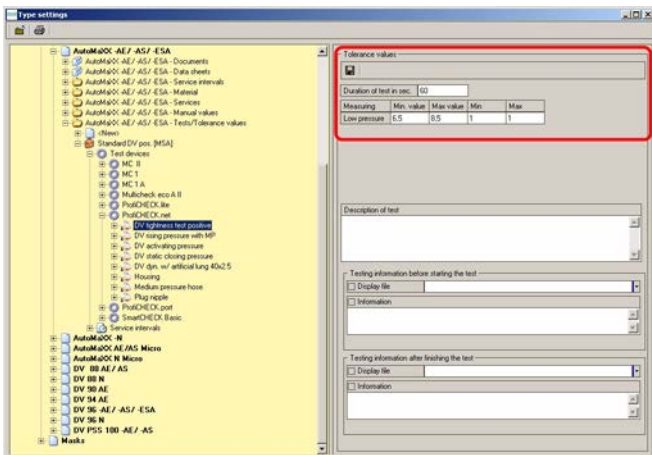 Type settings
AutoMaXX -AE/ -AS/ -ESA
AutoMaXX -AE/ -AS/ -ESA - Documents
AutoMaXX -AE/ -AS/ -ESA - Data sheets
AutoMaXX -AE/ -AS/ -ESA - Service intervals
AutoMaXX -AE/ -AS/ -ESA - Material
AutoMaXX -AE/ -AS/ -ESA - Services
AutoMaXX -AE/ -AS/ -ESA - Manual values
AutoMaXX -AE/ -AS/ -ESA - Tests/Tolerance values
<New>
Standard DV pos. [MSA]
Test devices
MC II
MC 1
MC 1 A
Multicheck eco A II
ProfiCHECK.lite
ProfiCHECK.net
DV tightness test positive
DV rising pressure with MP
DV activating pressure
DV static closing pressure
DV dyn. w/ artificial lung 40x2,5
Housing
Medium pressure hose
Plug nipple
ProfiCHECK.port
SmartCHECK Basic
Service intervals
AutoMaXX -N
AutoMaXX AE/AS Micro
AutoMaXX N Micro
DV 88 AE/ AS
DV 88 N
DV 90 AE
DV 94 AE
DV 96 -AE/ -AS/ -ESA
DV 96 N
DV PSS 100 -AE/ -AS
Masks
Tolerance values
Duration of test in sec. 60
Measuring Min. value Max value Min Max
Low pressure 6,5 8,5 1 1
Description of test
Testing information before starting the test
Display file
Information
Testing information after finishing the test
Display file
Information